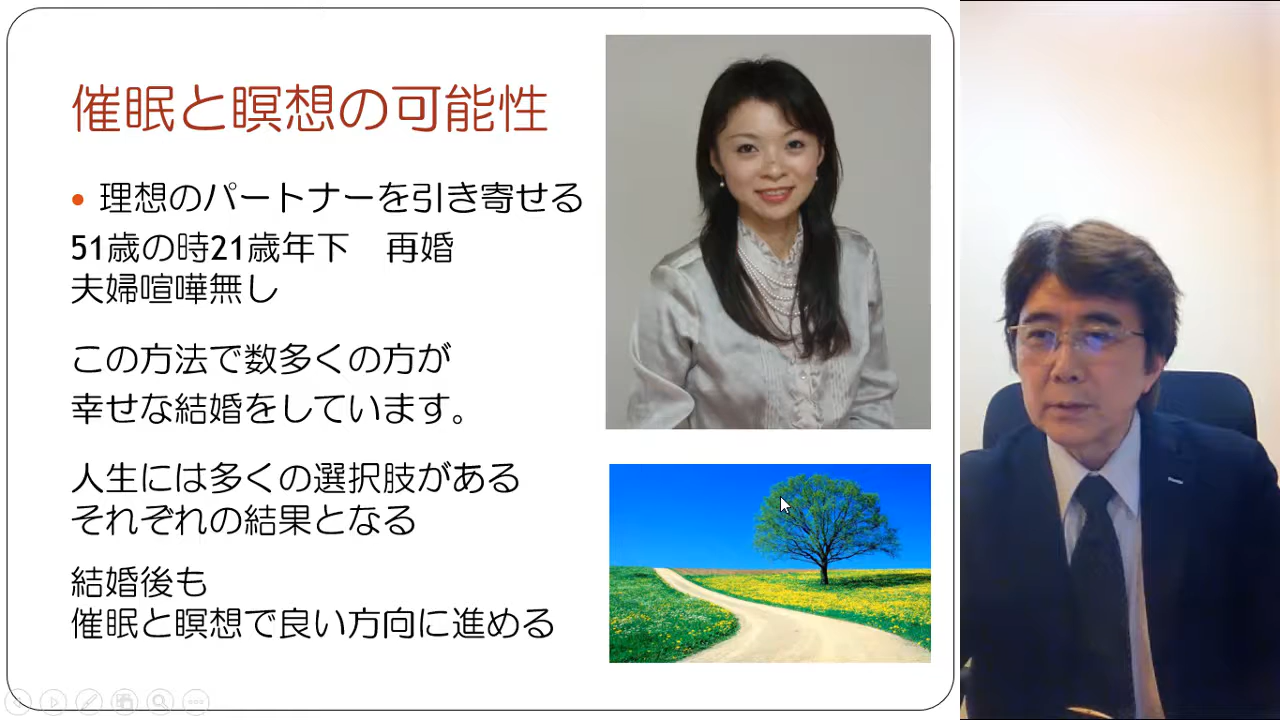 催眠と瞑想の可能性
• 理想のパートナーを引き寄せる
51歳の時21歳年下　再婚
夫婦喧嘩無し
この方法で数多くの方が
幸せな結婚をしています。
人生には多くの選択肢がある
それぞれの結果となる
結婚後も
催眠と瞑想で良い方向に進める